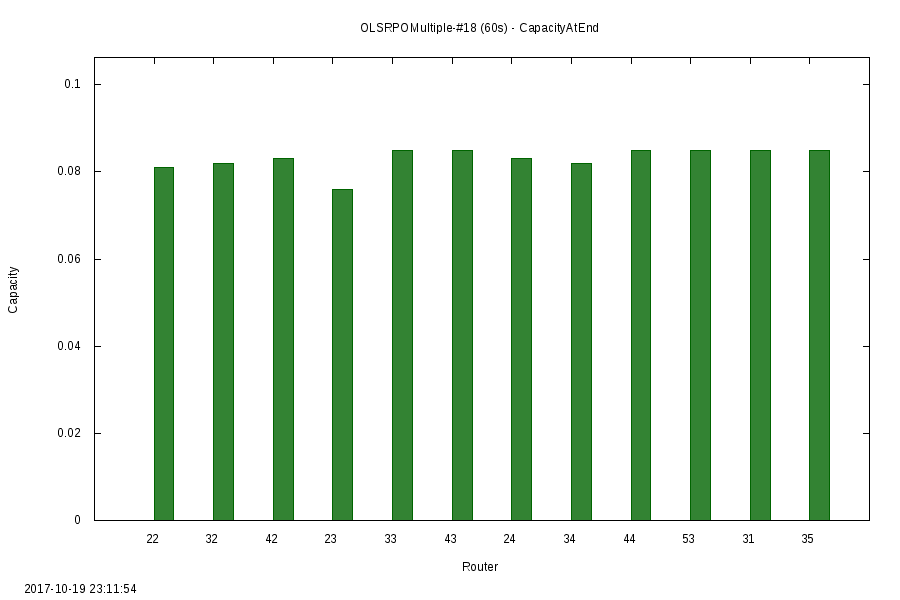 OLSRPOMultiple-#18 (60s) - CapacityAtEnd
0.1
0.08
0.06
0.04
0.02
0
Capacity
22 32 42 23 33 43 24 34 44 53 31 35
Router
2017-10-19 23:11:54